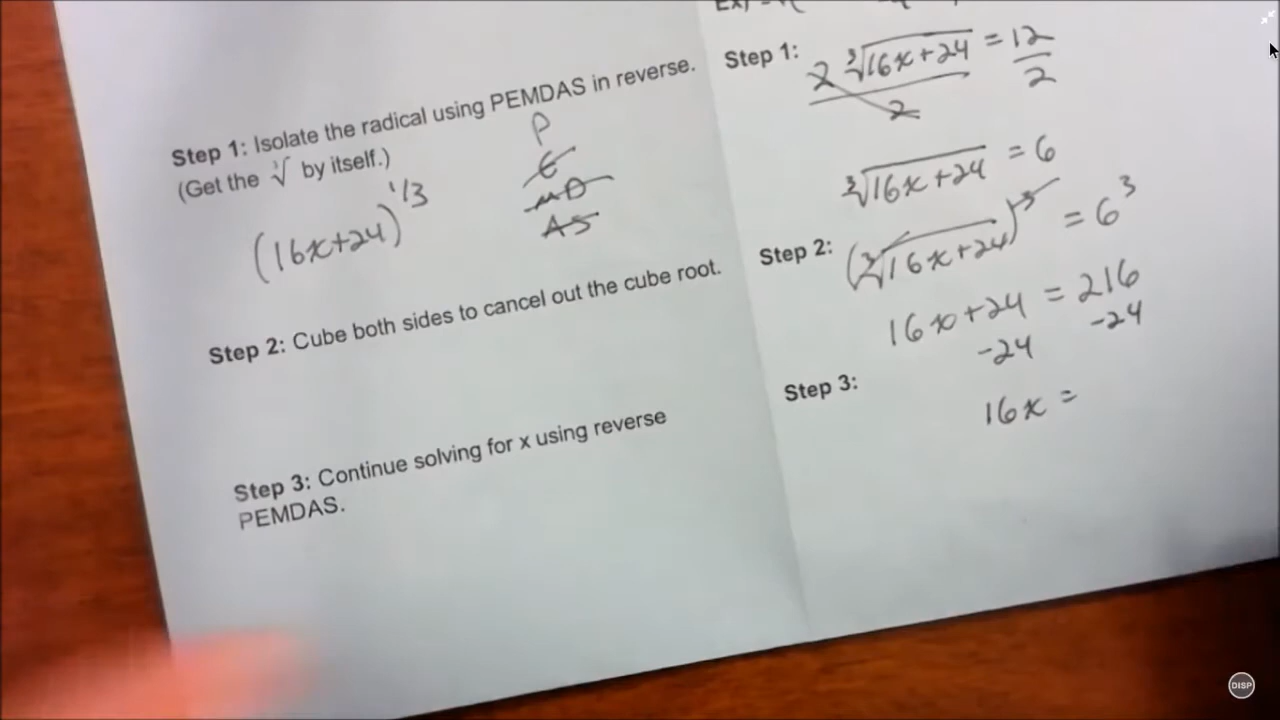 Step 1: Isolate the radical using PEMDAS in reverse.
(Get the ∛ by itself.)
P
E
MD
AS
(16x+24)^1/3
Step 2: Cube both sides to cancel out the cube root.
Step 3: Continue solving for x using reverse
PEMDAS.
Step 1: 2 ∛16x+24 = 12
2 2
∛16x+24 = 6
Step 2: (∛16x+24)^3 = 6^3
16x+24 = 216
-24 -24
Step 3:
16x =
DISP